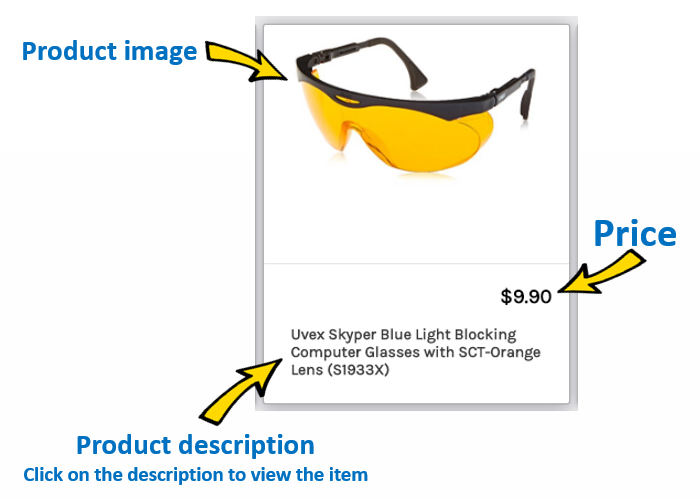 Product image
Price
$9.90
Uvex Skyper Blue Light Blocking
Computer Glasses with SCT-Orange
Lens (S1933X)
Product description
Click on the description to view the item